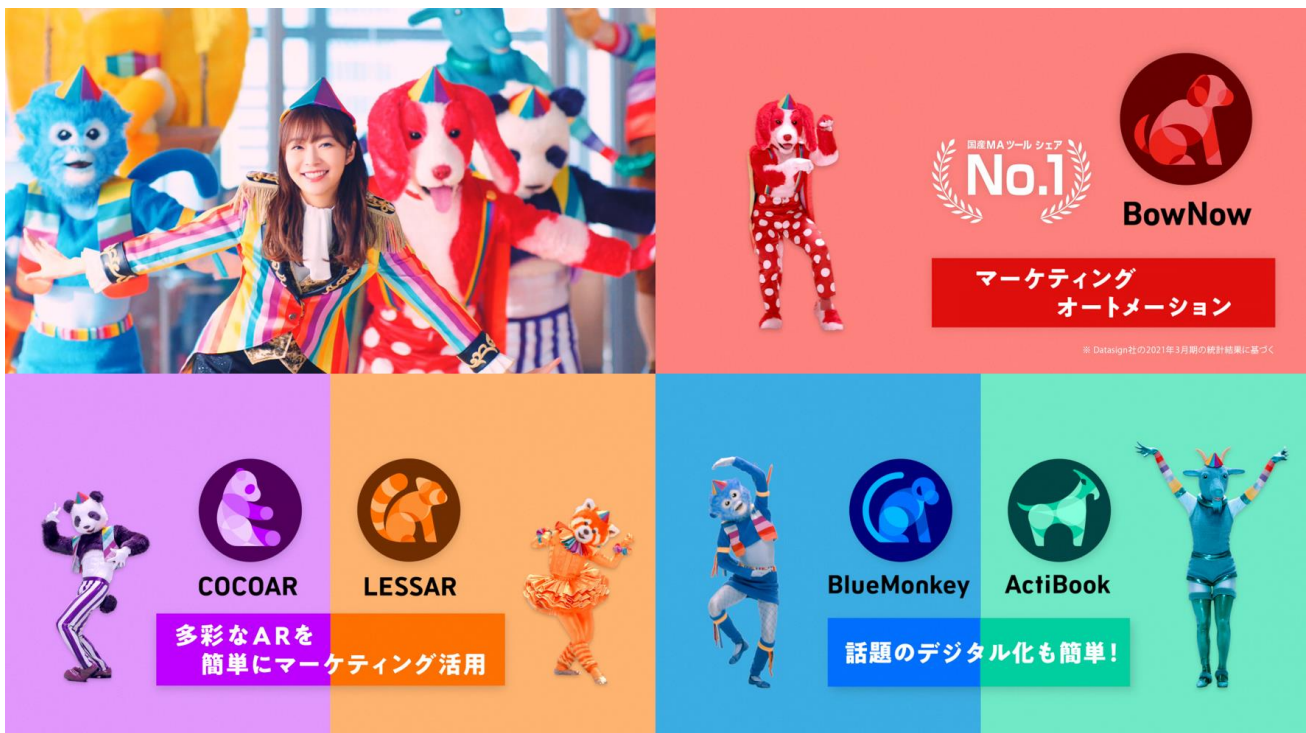 国産MAツール シェア
No.1
BowNow
マーケティング
オートメーション
※ Datasign社の2021年3月期の統計結果に基づく
COCOAR
LESSAR
多彩なARを
簡単にマーケティング活用
BlueMonkey
ActiBook
話題のデジタル化も簡単！